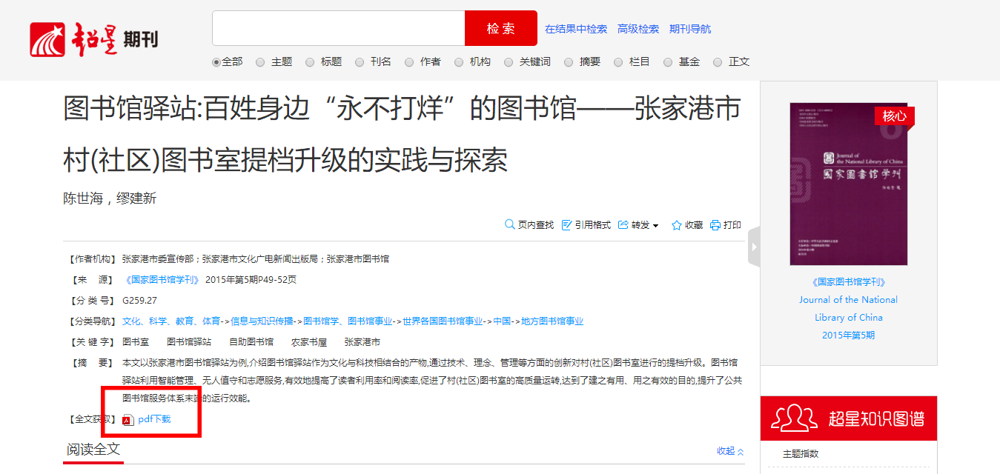 超星 期刊
检 索
在结果中检索 高级检索 期刊导航
全部 主题 标题 刊名 作者 机构 关键词 摘要 栏目 基金 正文
图书馆驿站:百姓身边“永不打烊”的图书馆——张家港市
村(社区)图书室提档升级的实践与探索
陈世海，缪建新
页内查找 引用格式 转发 收藏 打印
【作者机构】 张家港市委宣传部；张家港市文化广电新闻出版局；张家港市图书馆
【来 源】 《国家图书馆学刊》 2015年第5期P49-52页
【分 类 号】 G259.27
【分类导航】 文化、科学、教育、体育->信息与知识传播->图书馆学、图书馆事业->世界各国图书馆事业->中国->地方图书馆事业
【关 键 字】 图书室 图书馆驿站 自助图书馆 农家书屋 张家港市
【摘 要】 本文以张家港市图书馆驿站为例,介绍图书馆驿站作为文化与科技相结合的产物,通过技术、理念、管理等方面的创新对村(社区)图书室进行的提档升级。图书馆
驿站利用智能管理、无人值守和志愿服务,有效地提高了读者利用率和阅读率,促进了村(社区)图书室的高质量运转,达到了建之有用、用之有效的目的,提升了公共
图书馆服务体系末端的运行效能。
【全文获取】 pdf下载
阅读全文
收起
核心
Journal of
the National Library of China
國家圖書館学刊
《国家图书馆学刊》
Journal of the National
Library of China
2015年第5期
超星知识图谱
主题指数